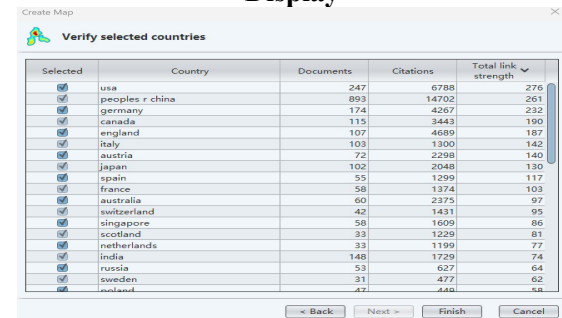 Display
Create Map
Verify selected countries
Selected Country Documents Citations Total link strength
usa 247 6788 276
peoples r china 893 14702 261
germany 174 4267 232
canada 115 3443 190
england 107 4689 187
italy 103 1300 142
austria 72 2298 140
japan 102 2048 130
spain 55 1299 117
france 58 1374 103
australia 60 2375 97
switzerland 42 1431 95
singapore 58 1609 86
scotland 33 1229 81
netherlands 33 1199 77
india 148 1729 74
russia 53 627 64
sweden 31 477 62
poland 47 449 58
< Back Next > Finish Cancel